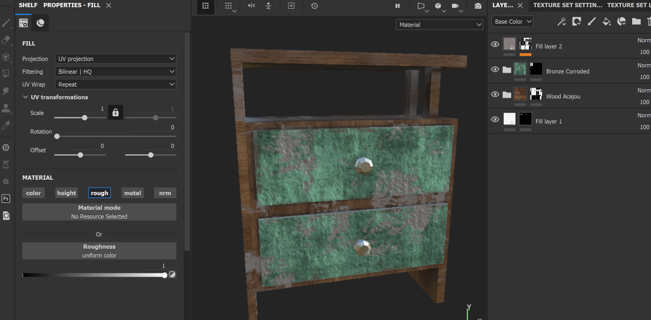 SHELF PROPERTIES - FILL
FILL
Projection UV projection
Filtering Bilinear | HQ
UV Wrap Repeat
UV transformations
Scale 1 1
Rotation 0
Offset 0 0
MATERIAL
color height rough metal nrm
Material mode
No Resource Selected
Or
Roughness
uniform color
1
Material
Y
LAYE... TEXTURE SET SETTIN... TEXTURE SET L
Base Color
Fill layer 2 Norm
100
Bronze Corroded Norm
100
Wood Acajou Norm
100
Fill layer 1 Norm
100
Ps